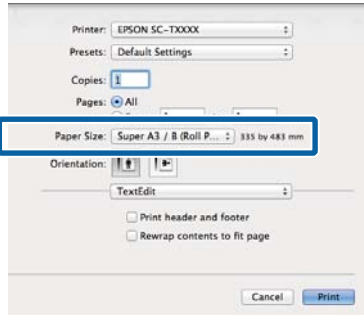 Printer: EPSON SC-TXXXX
Presets: Default Settings
Copies: 1
Pages: All
Paper Size: Super A3 / B (Roll P... 335 by 483 mm
Orientation:
TextEdit
Print header and footer
Rewrap contents to fit page
Cancel Print